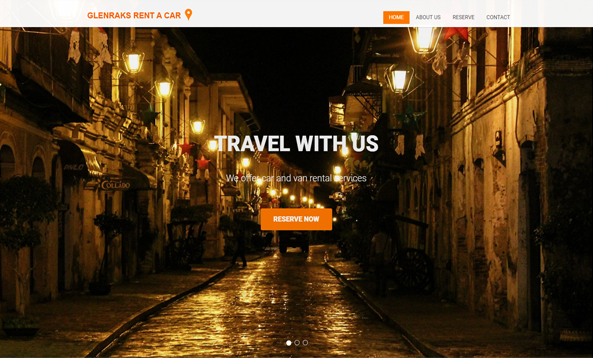 GLENRAKS RENT A CAR
HOME ABOUT US RESERVE CONTACT
TRAVEL WITH US
We offer car and van rental services
RESERVE NOW
COLLADO